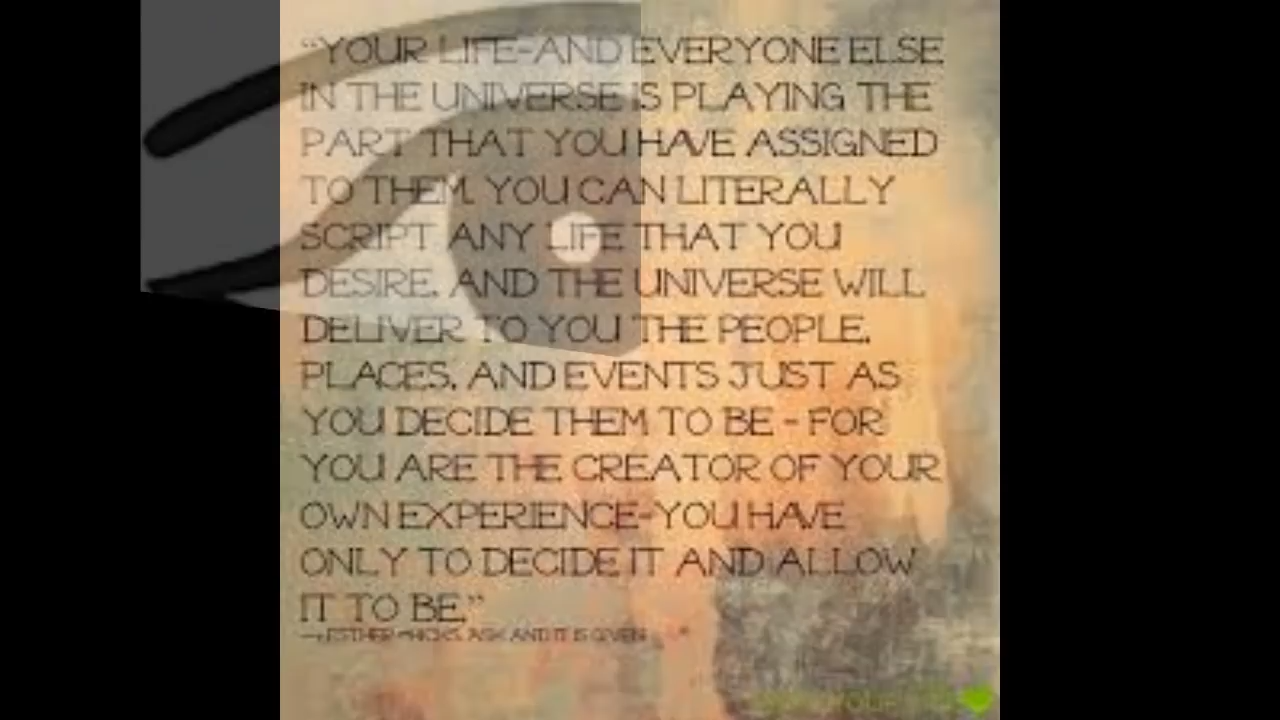 “YOUR LIFE-AND EVERYONE ELSE
IN THE UNIVERSE IS PLAYING THE
PART THAT YOU HAVE ASSIGNED
TO THEM. YOU CAN LITERALLY
SCRIPT ANY LIFE THAT YOU
DESIRE, AND THE UNIVERSE WILL
DELIVER TO YOU THE PEOPLE,
PLACES, AND EVENTS JUST AS
YOU DECIDE THEM TO BE - FOR
YOU ARE THE CREATOR OF YOUR
OWN EXPERIENCE-YOU HAVE
ONLY TO DECIDE IT AND ALLOW
IT TO BE.”
ESTHER HICKS, ASK AND IT IS GIVEN
YOUR